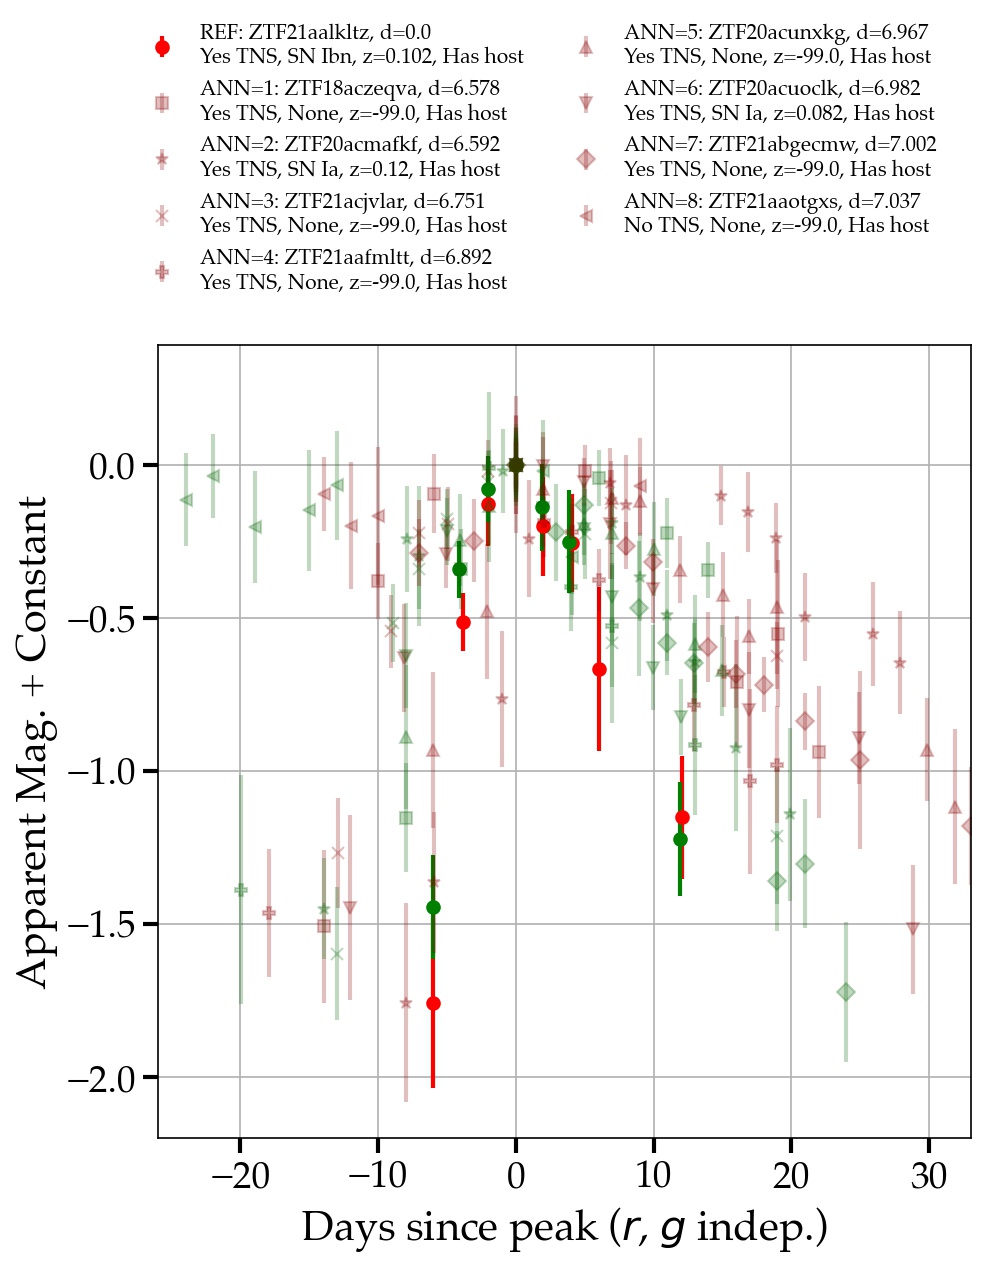 REF: ZTF21aalkltz, d=0.0
Yes TNS, SN Ibn, z=0.102, Has host
ANN=1: ZTF18aczeqva, d=6.578
Yes TNS, None, z=-99.0, Has host
ANN=2: ZTF20acmafkf, d=6.592
Yes TNS, SN Ia, z=0.12, Has host
ANN=3: ZTF21acjvlar, d=6.751
Yes TNS, None, z=-99.0, Has host
ANN=4: ZTF21aafmltt, d=6.892
Yes TNS, None, z=-99.0, Has host
ANN=5: ZTF20acunxkg, d=6.967
Yes TNS, None, z=-99.0, Has host
ANN=6: ZTF20acuoclk, d=6.982
Yes TNS, SN Ia, z=0.082, Has host
ANN=7: ZTF21abgecmw, d=7.002
Yes TNS, None, z=-99.0, Has host
ANN=8: ZTF21aaotgxs, d=7.037
No TNS, None, z=-99.0, Has host
Apparent Mag. + Constant
0.0
−0.5
−1.0
−1.5
−2.0
−20 −10 0 10 20 30
Days since peak (r, g indep.)